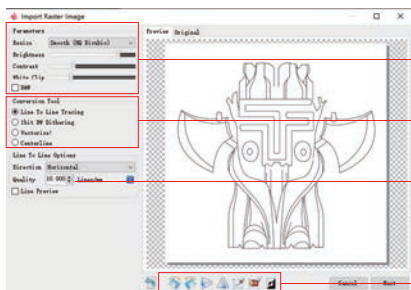 Import Raster Image
Parameters
Resize Smooth (HQ Bicubic)
Brightness
Contrast
White Clip
B&W
Conversion Tool
Line To Line Tracing
1bit BW Dithering
Vectorize!
Centerline
Line To Line Options
Direction Horizontal
Quality 10.000 Lines/mm
Line Preview
Preview Original
Cancel Next